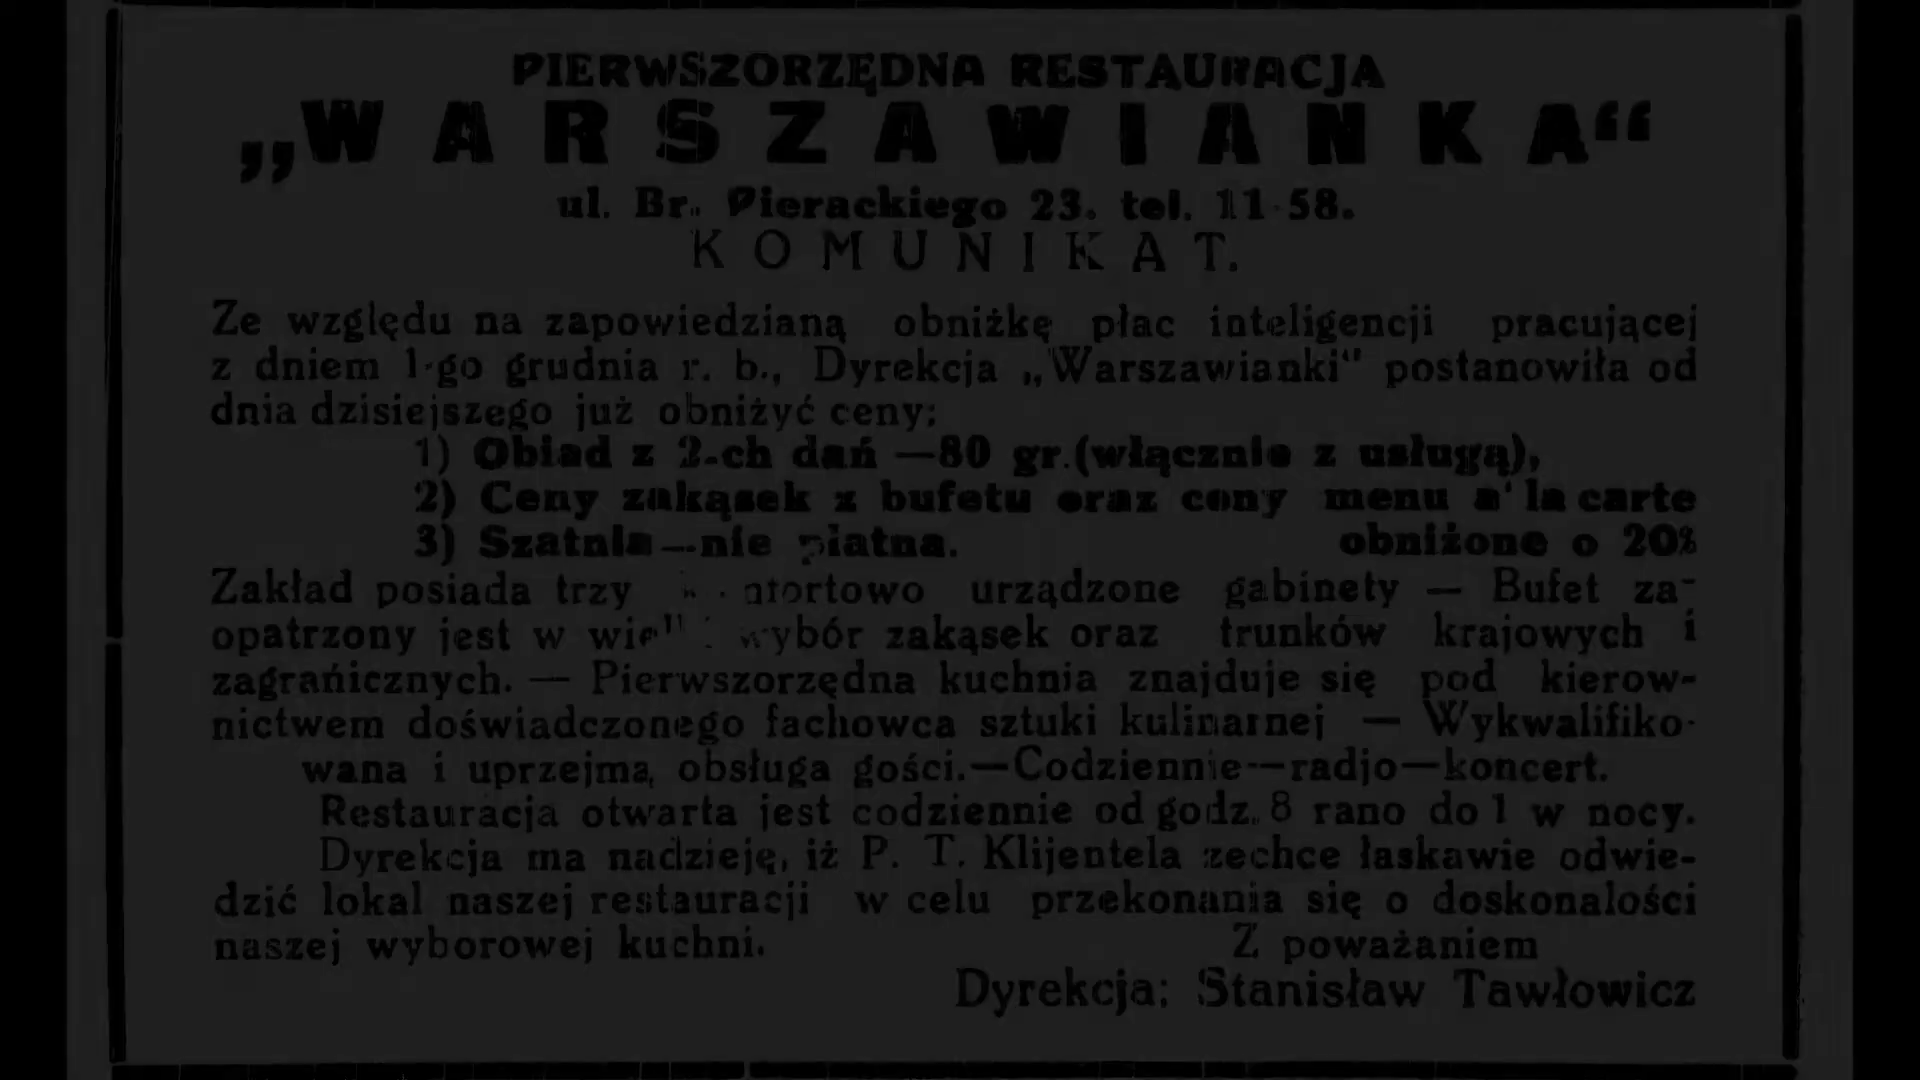 PIERWSZORZĘDNA RESTAURACJA
„WARSZAWIANKA“
ul. Br. Pierackiego 23. tel. 11-58.
KOMUNIKAT.
Ze względu na zapowiedzianą obniżkę płac inteligencji pracującej
z dniem 1-go grudnia r. b., Dyrekcja „Warszawianki" postanowiła od
dnia dzisiejszego już obniżyć ceny:
1) Obiad z 2-ch dań —80 gr.(włącznie z usługą),
2) Ceny zakąsek z bufetu oraz ceny menu a' la carte
3) Szatnia—nie płatna. obniżone o 20%
Zakład posiada trzy urządzone gabinety — Bufet za-
opatrzony jest w wybór zakąsek oraz trunków krajowych i
zagrańicznych. — Pierwszorzędna kuchnia znajduje się pod kierow-
nictwem doświadczonego fachowca sztuki kulinarnej — Wykwalifiko-
wana i uprzejma, obsługa gości.—Codziennie—radjo—koncert.
Restauracja otwarta jest codziennie od godz. 8 rano do 1 w nocy.
Dyrekcja ma nadzieję, iż P. T. Klijentela zechce łaskawie odwie-
dzić lokal naszej restauracji w celu przekonania się o doskonalości
naszej wyborowej kuchni. Z poważaniem
Dyrekcja: Stanisław Tawłowicz